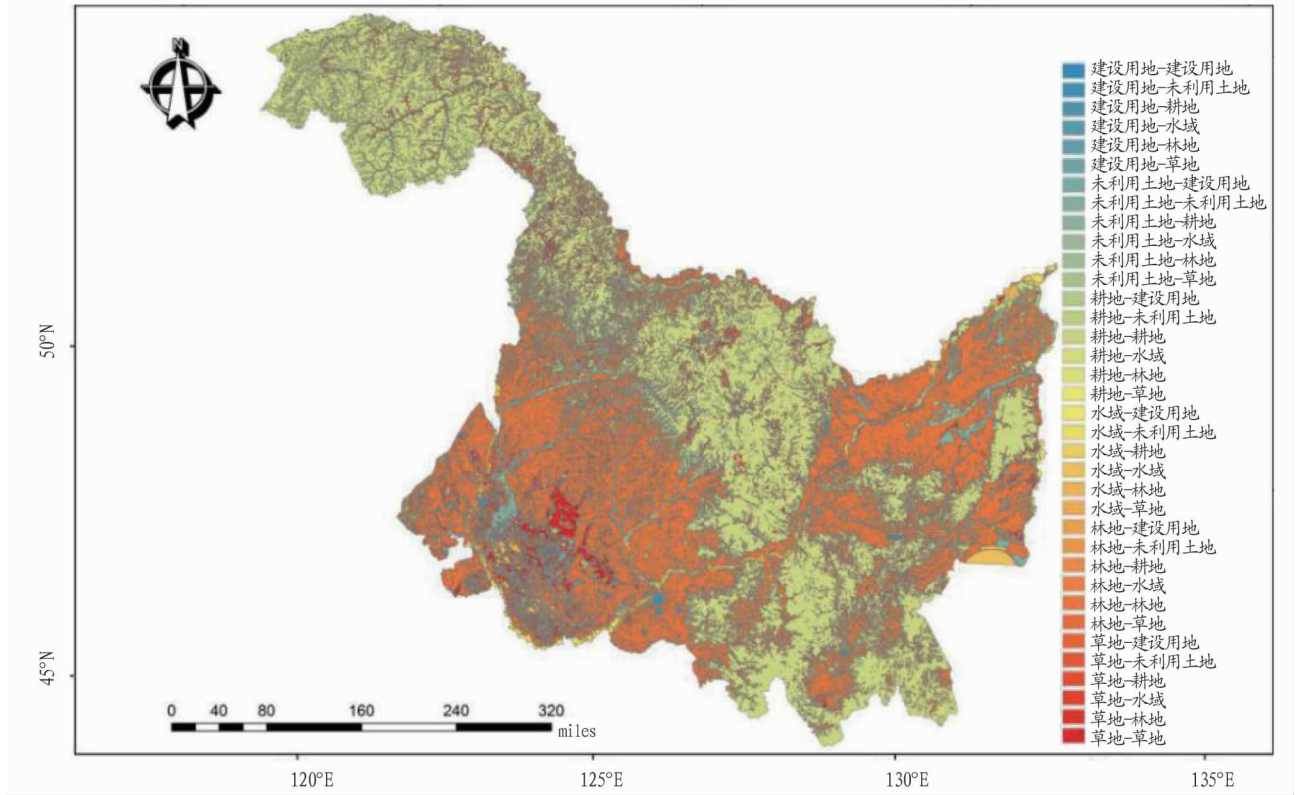 N
建设用地-建设用地
建设用地-未利用土地
建设用地-耕地
建设用地-水域
建设用地-林地
建设用地-草地
未利用土地-建设用地
未利用土地-未利用土地
未利用土地-耕地
未利用土地-水域
未利用土地-林地
未利用土地-草地
耕地-建设用地
耕地-未利用土地
耕地-耕地
耕地-水域
耕地-林地
耕地-草地
水域-建设用地
水域-未利用土地
水域-耕地
水域-水域
水域-林地
水域-草地
林地-建设用地
林地-未利用土地
林地-耕地
林地-水域
林地-林地
林地-草地
草地-建设用地
草地-未利用土地
草地-耕地
草地-水域
草地-林地
草地-草地
50°N
45°N
0 40 80 160 240 320
miles
120°E 125°E 130°E 135°E